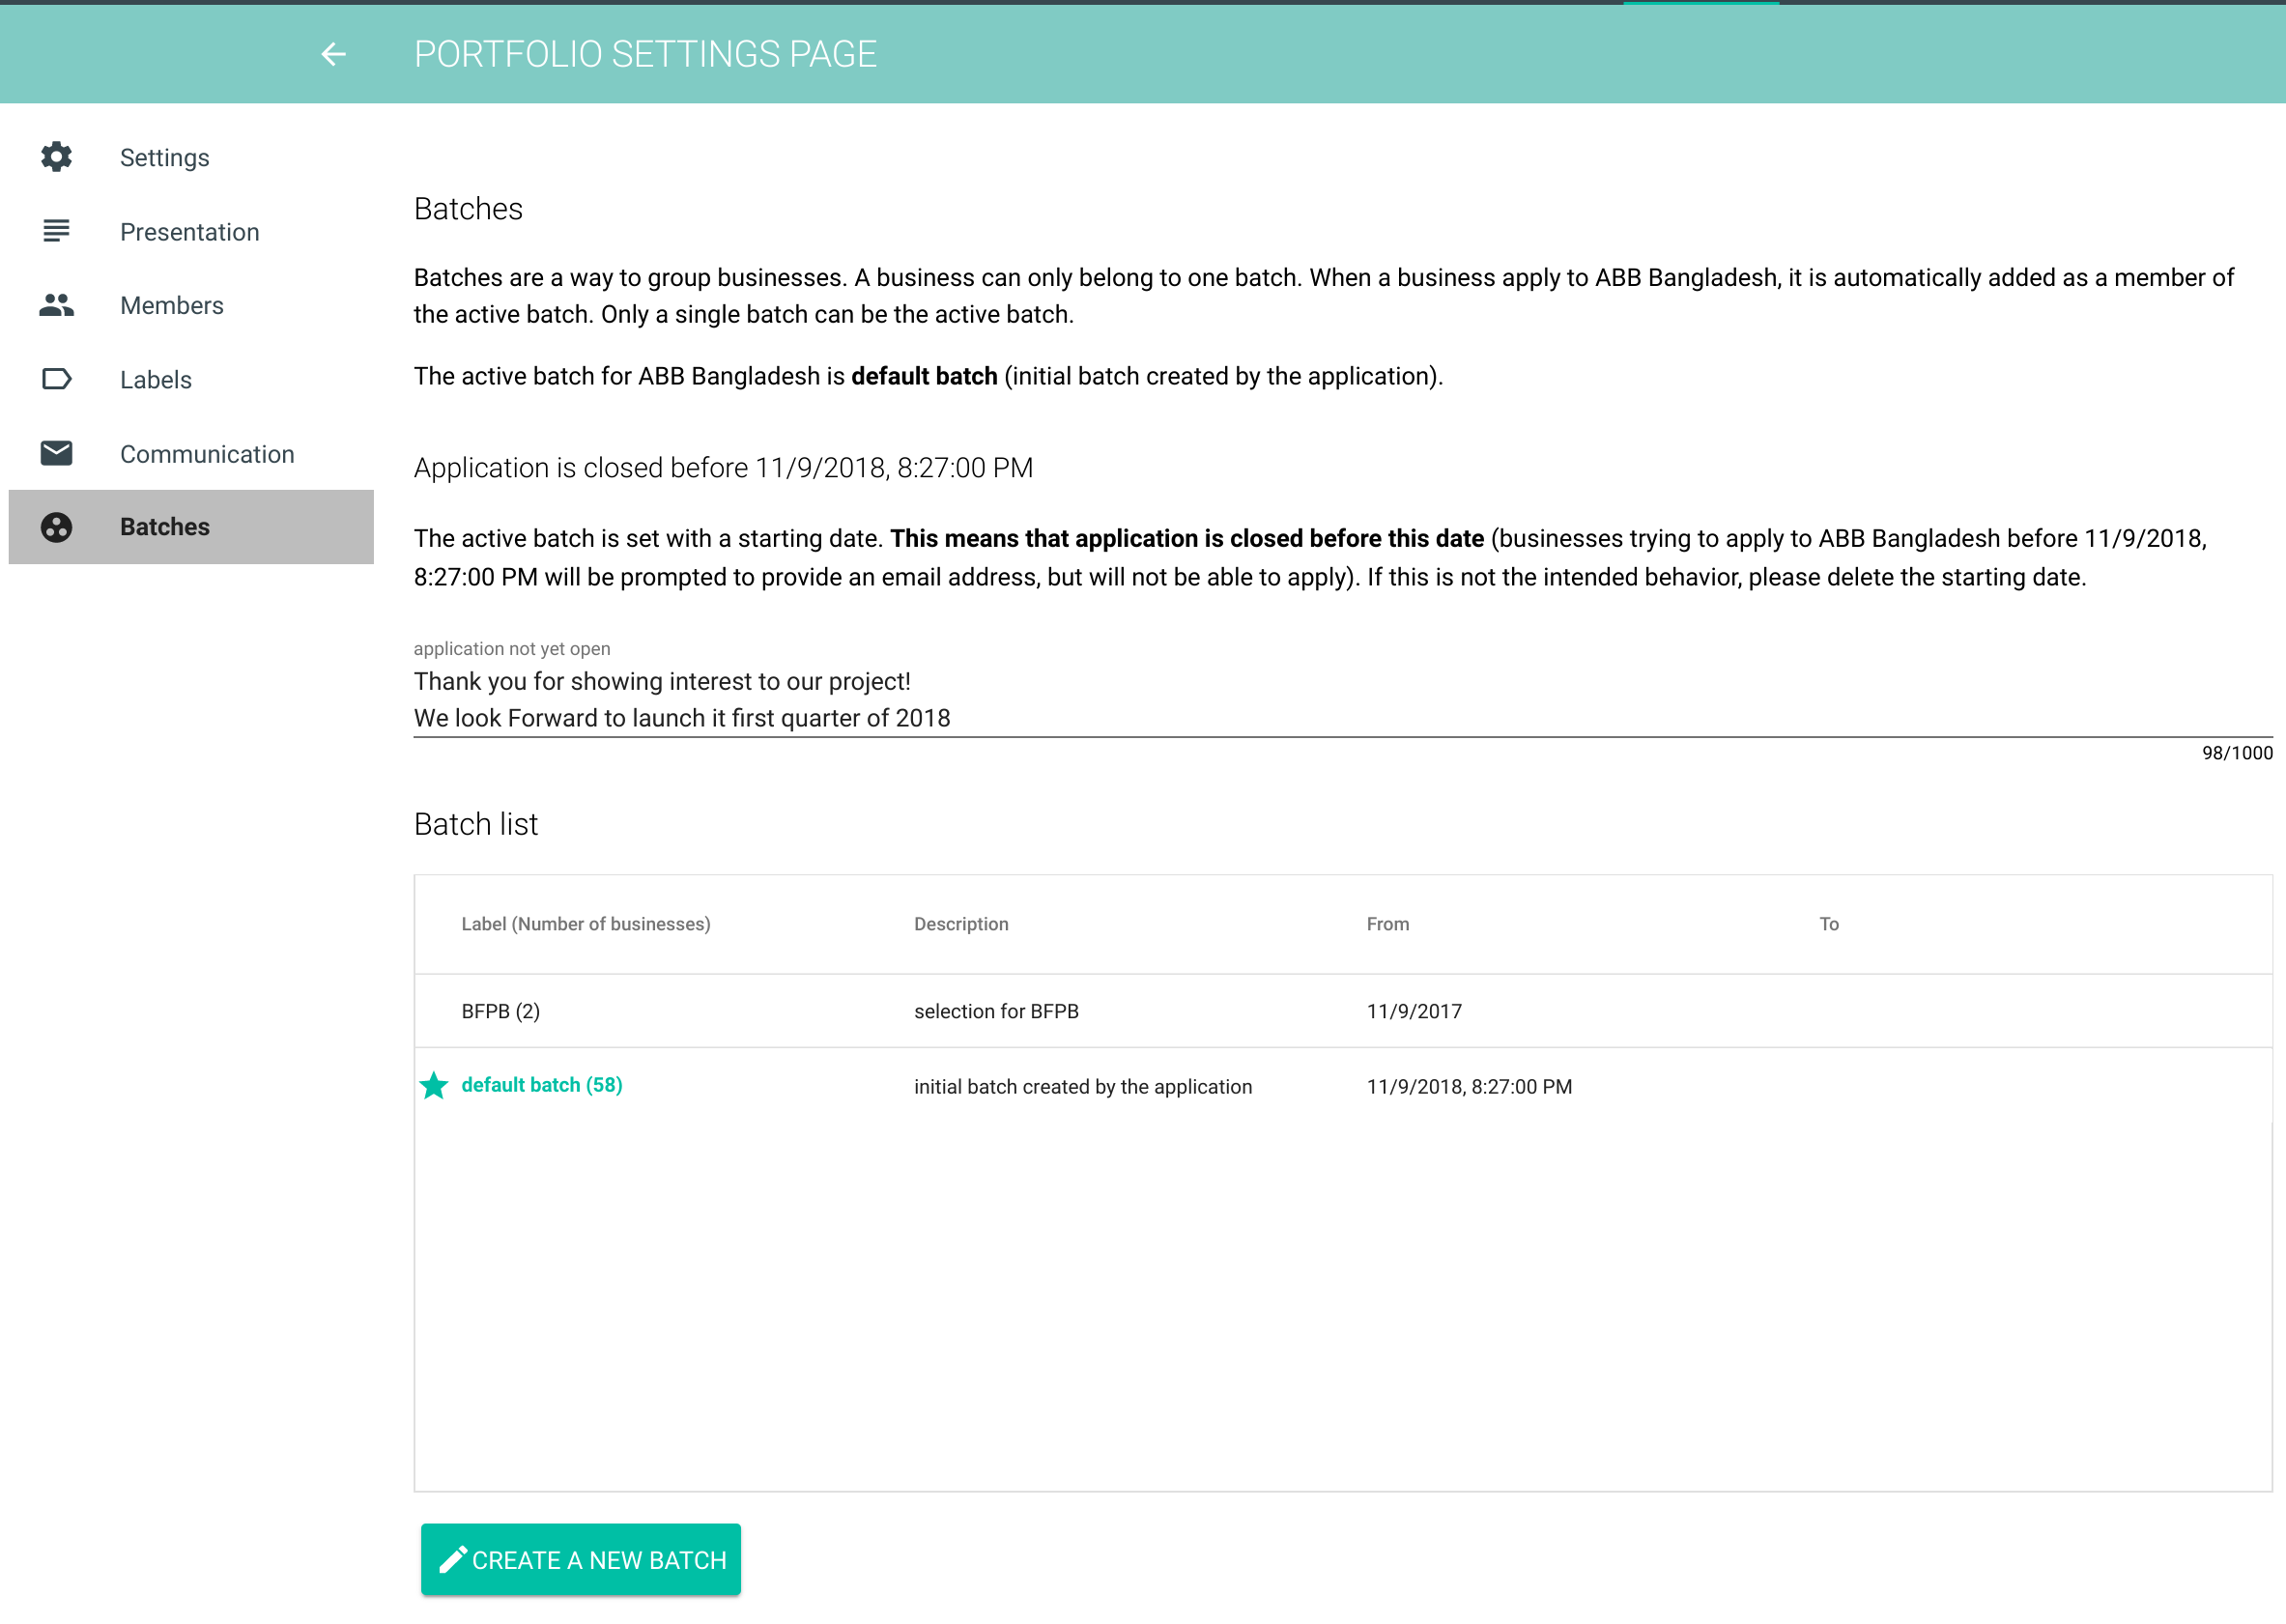 PORTFOLIO SETTINGS PAGE
Settings
Presentation
Members
Labels
Communication
Batches
Batches
Batches are a way to group businesses. A business can only belong to one batch. When a business apply to ABB Bangladesh, it is automatically added as a member of
the active batch. Only a single batch can be the active batch.
The active batch for ABB Bangladesh is default batch (initial batch created by the application).
Application is closed before 11/9/2018, 8:27:00 PM
The active batch is set with a starting date. This means that application is closed before this date (businesses trying to apply to ABB Bangladesh before 11/9/2018,
8:27:00 PM will be prompted to provide an email address, but will not be able to apply). If this is not the intended behavior, please delete the starting date.
application not yet open
Thank you for showing interest to our project!
We look Forward to launch it first quarter of 2018
98/1000
Batch list
Label (Number of businesses) Description From To
BFPB (2) selection for BFPB 11/9/2017
default batch (58) initial batch created by the application 11/9/2018, 8:27:00 PM
CREATE A NEW BATCH